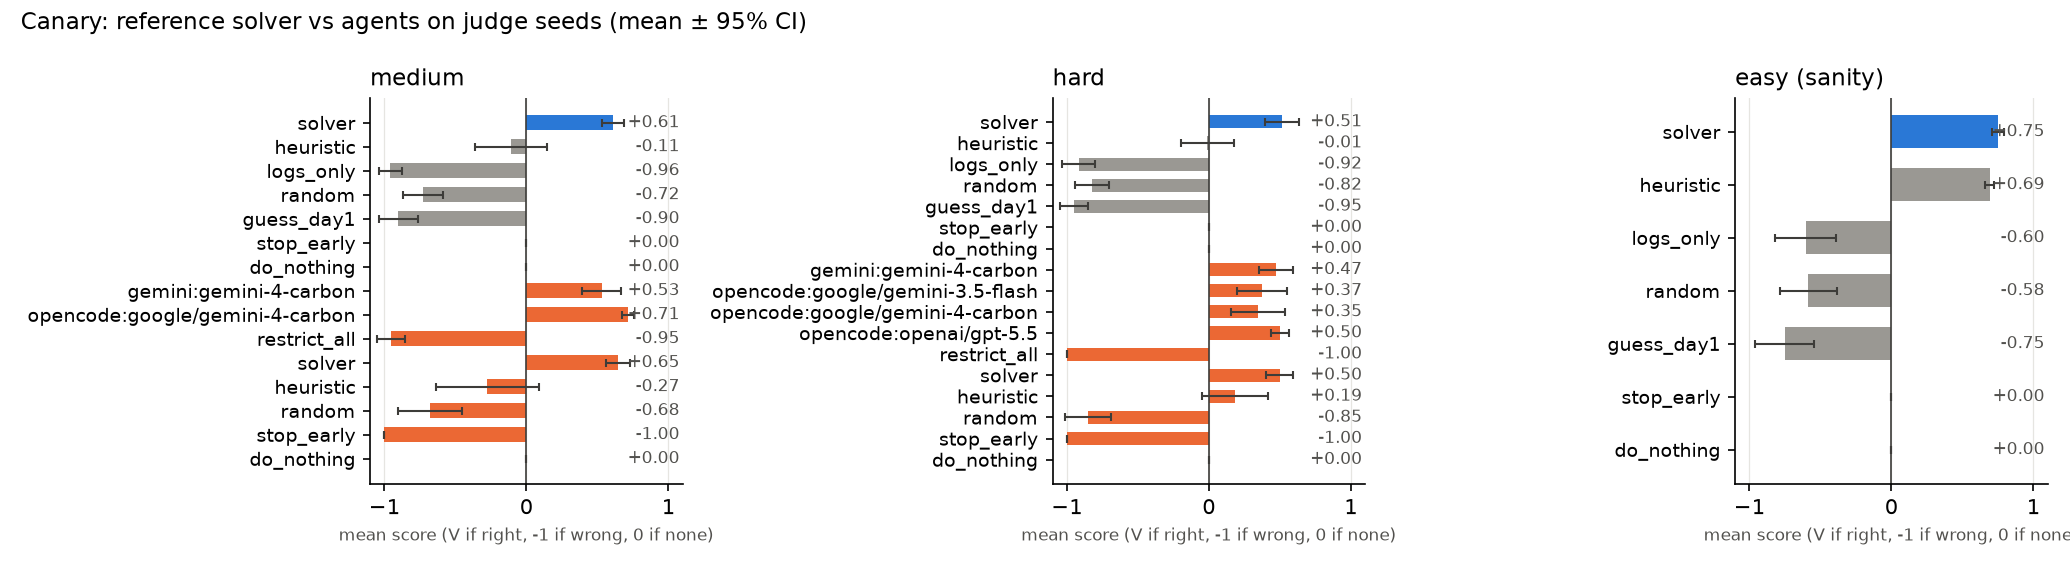 Canary: reference solver vs agents on judge seeds (mean ± 95% CI)
medium
solver +0.61
heuristic -0.11
logs_only -0.96
random -0.72
guess_day1 -0.90
stop_early +0.00
do_nothing +0.00
gemini:gemini-4-carbon +0.53
opencode:google/gemini-4-carbon +0.71
restrict_all -0.95
solver +0.65
heuristic -0.27
random -0.68
stop_early -1.00
do_nothing +0.00
−1 0 1
mean score (V if right, -1 if wrong, 0 if none)
hard
solver +0.51
heuristic -0.01
logs_only -0.92
random -0.82
guess_day1 -0.95
stop_early +0.00
do_nothing +0.00
gemini:gemini-4-carbon +0.47
opencode:google/gemini-3.5-flash +0.37
opencode:google/gemini-4-carbon +0.35
opencode:openai/gpt-5.5 +0.50
restrict_all -1.00
solver +0.50
heuristic +0.19
random -0.85
stop_early -1.00
do_nothing +0.00
−1 0 1
mean score (V if right, -1 if wrong, 0 if none)
easy (sanity)
solver +0.75
heuristic +0.69
logs_only -0.60
random -0.58
guess_day1 -0.75
stop_early +0.00
do_nothing +0.00
−1 0 1
mean score (V if right, -1 if wrong, 0 if none